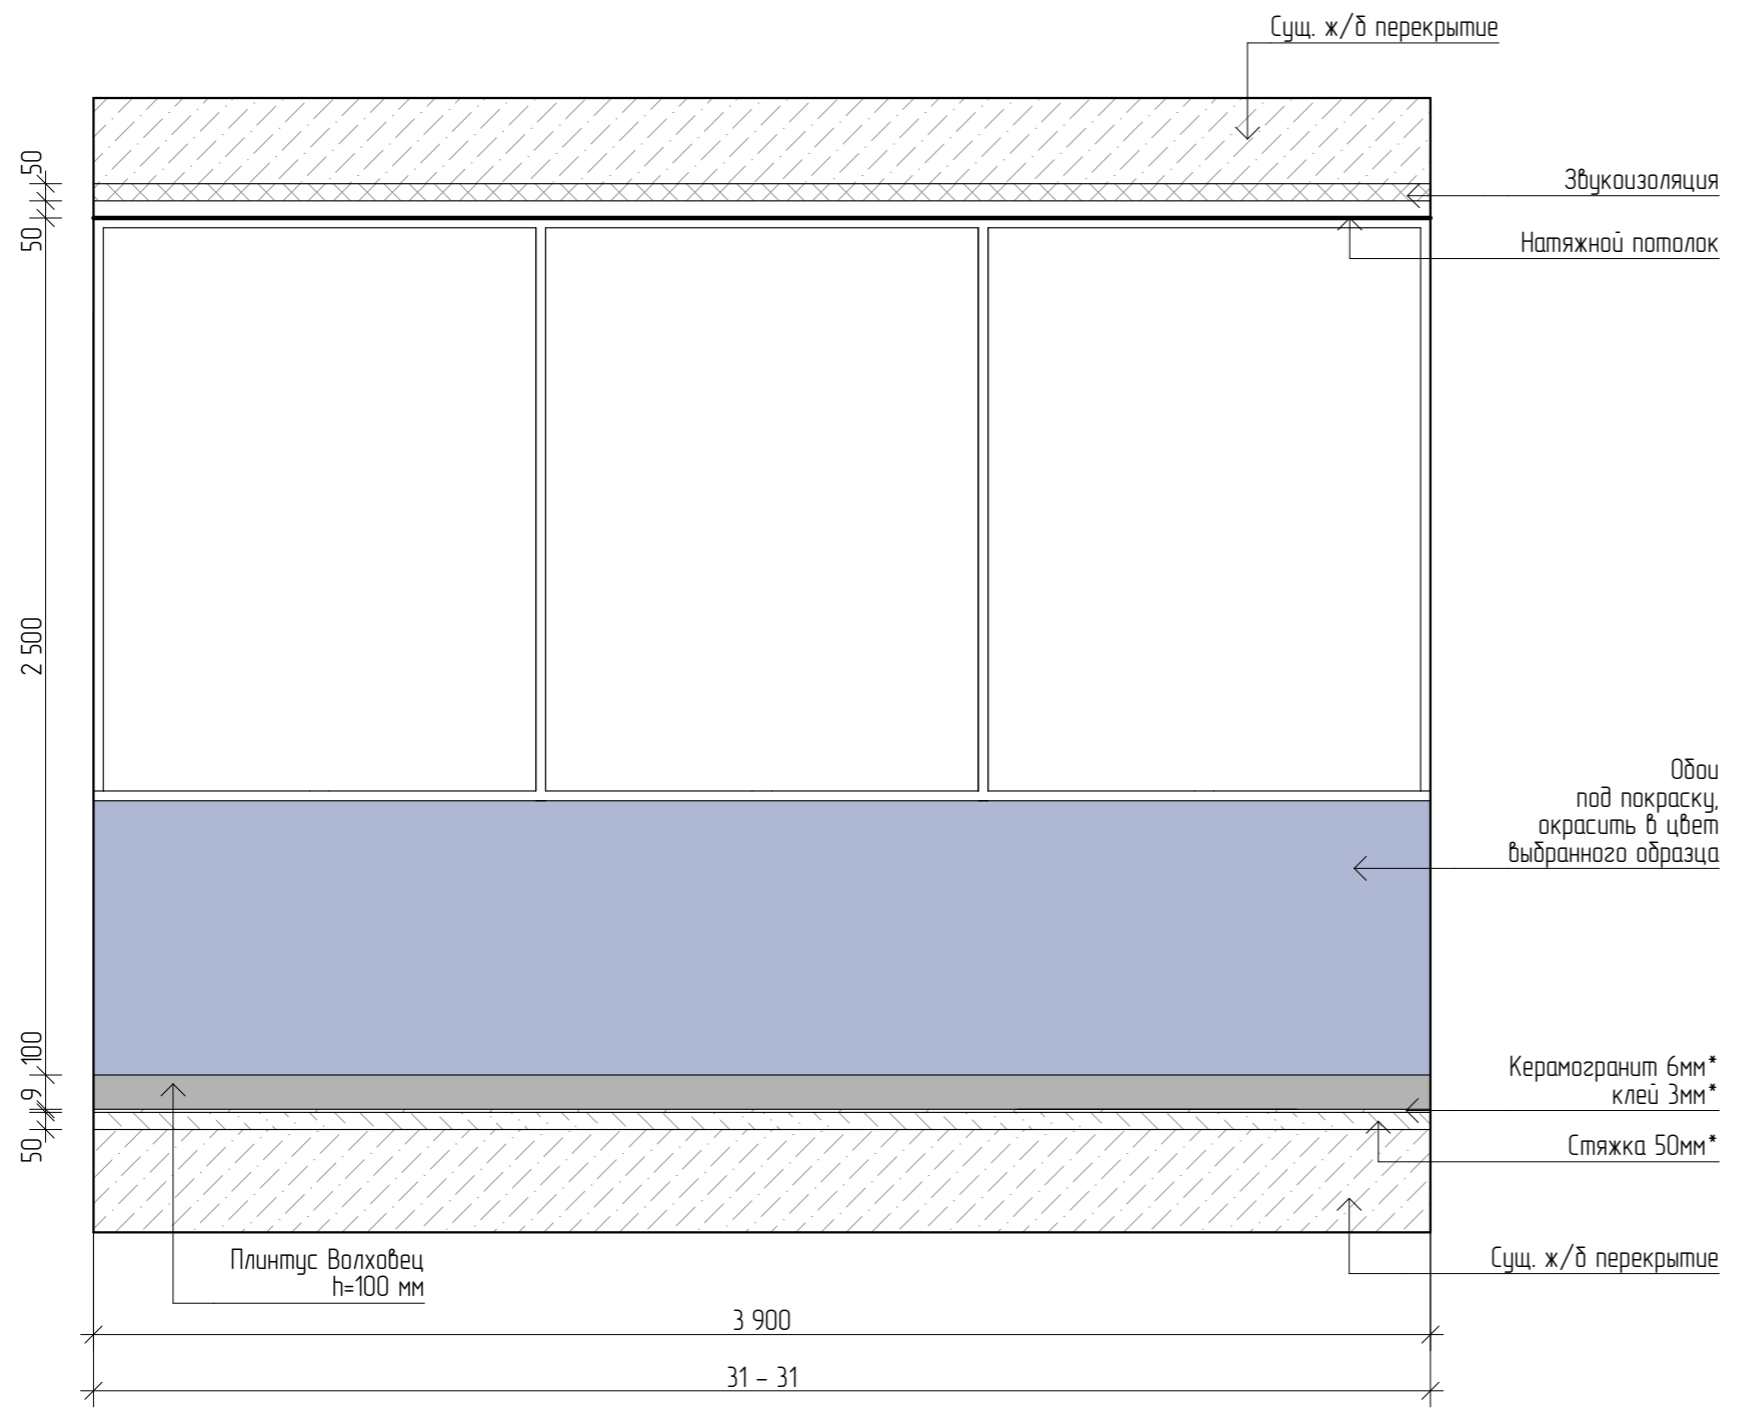 Сущ. ж/б перекрытие
50
Звукоизоляция
50
Натяжной потолок
2 500
Обои
под покраску,
окрасить в цвет
выбранного образца
100
Керамогранит 6мм*
9
клей 3мм*
50
Стяжка 50мм*
Плинтус Волховец
h=100 мм
Сущ. ж/б перекрытие
3 900
31 – 31